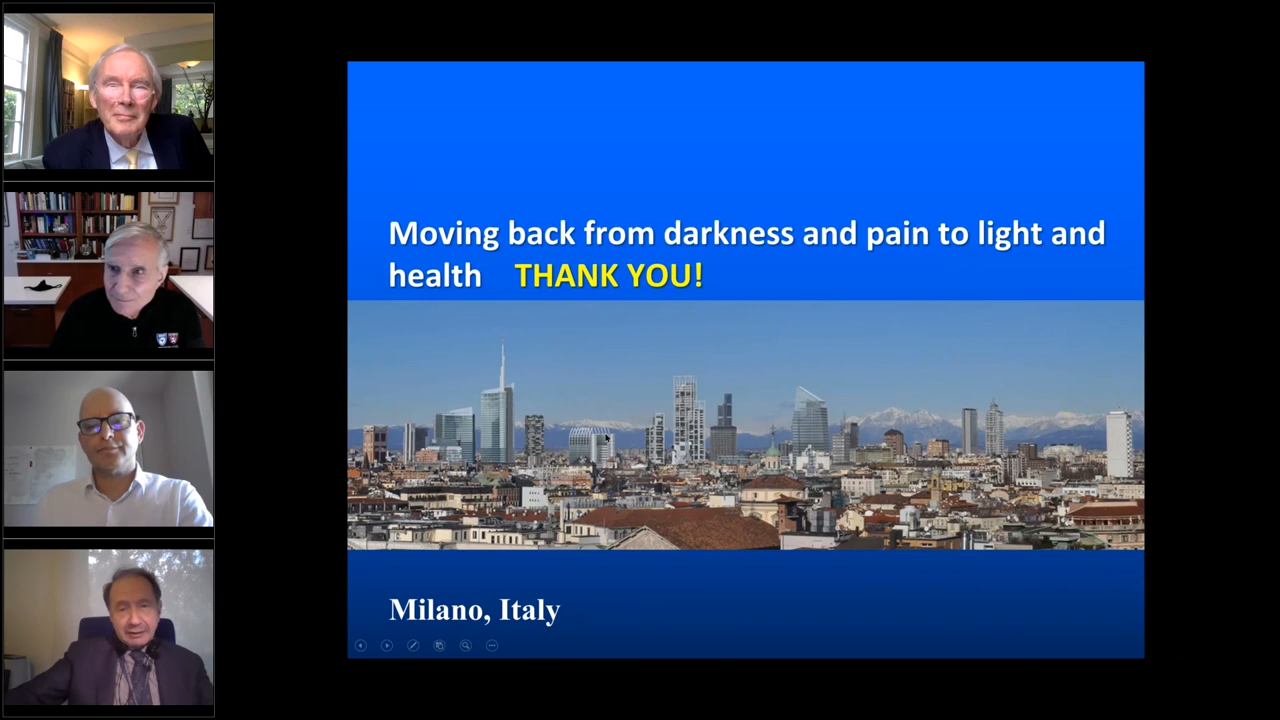 Moving back from darkness and pain to light and
health THANK YOU!
Milano, Italy